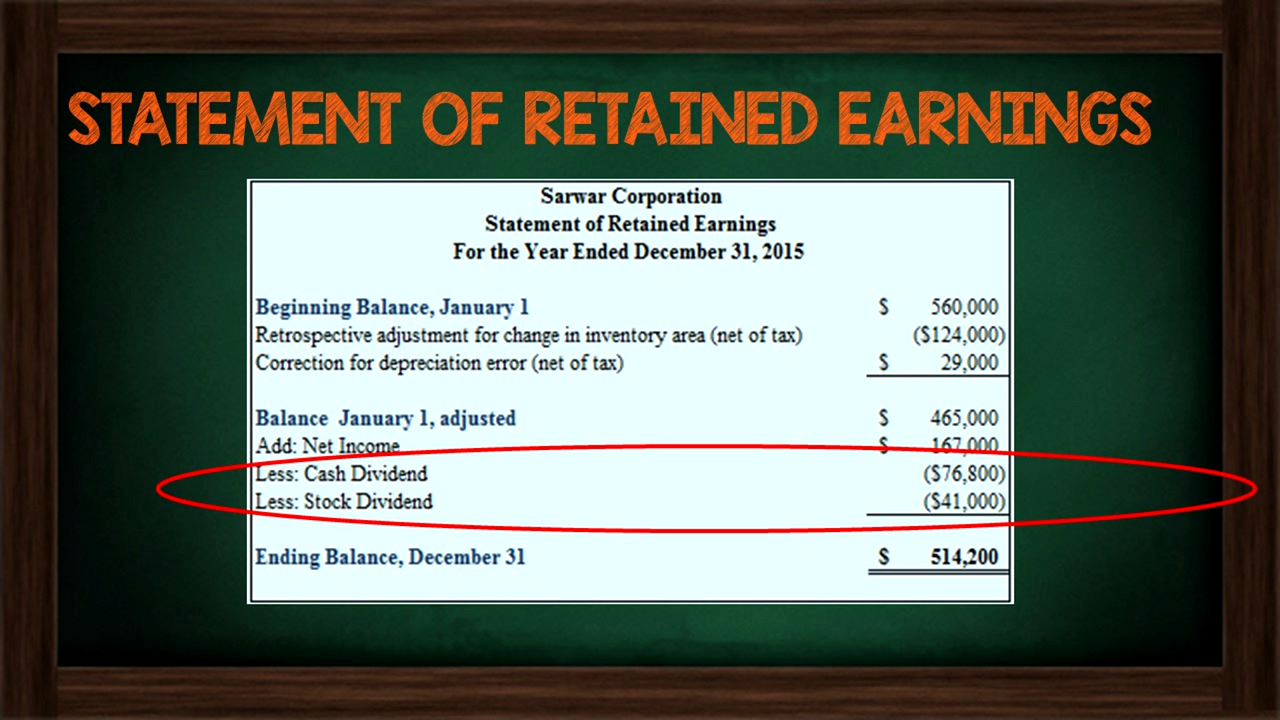 STATEMENT OF RETAINED EARNINGS
Sarwar Corporation
Statement of Retained Earnings
For the Year Ended December 31, 2015
Beginning Balance, January 1 $ 560,000
Retrospective adjustment for change in inventory area (net of tax) ($124,000)
Correction for depreciation error (net of tax) $ 29,000
Balance January 1, adjusted $ 465,000
Add: Net Income $ 167,000
Less: Cash Dividend ($76,800)
Less: Stock Dividend ($41,000)
Ending Balance, December 31 $ 514,200